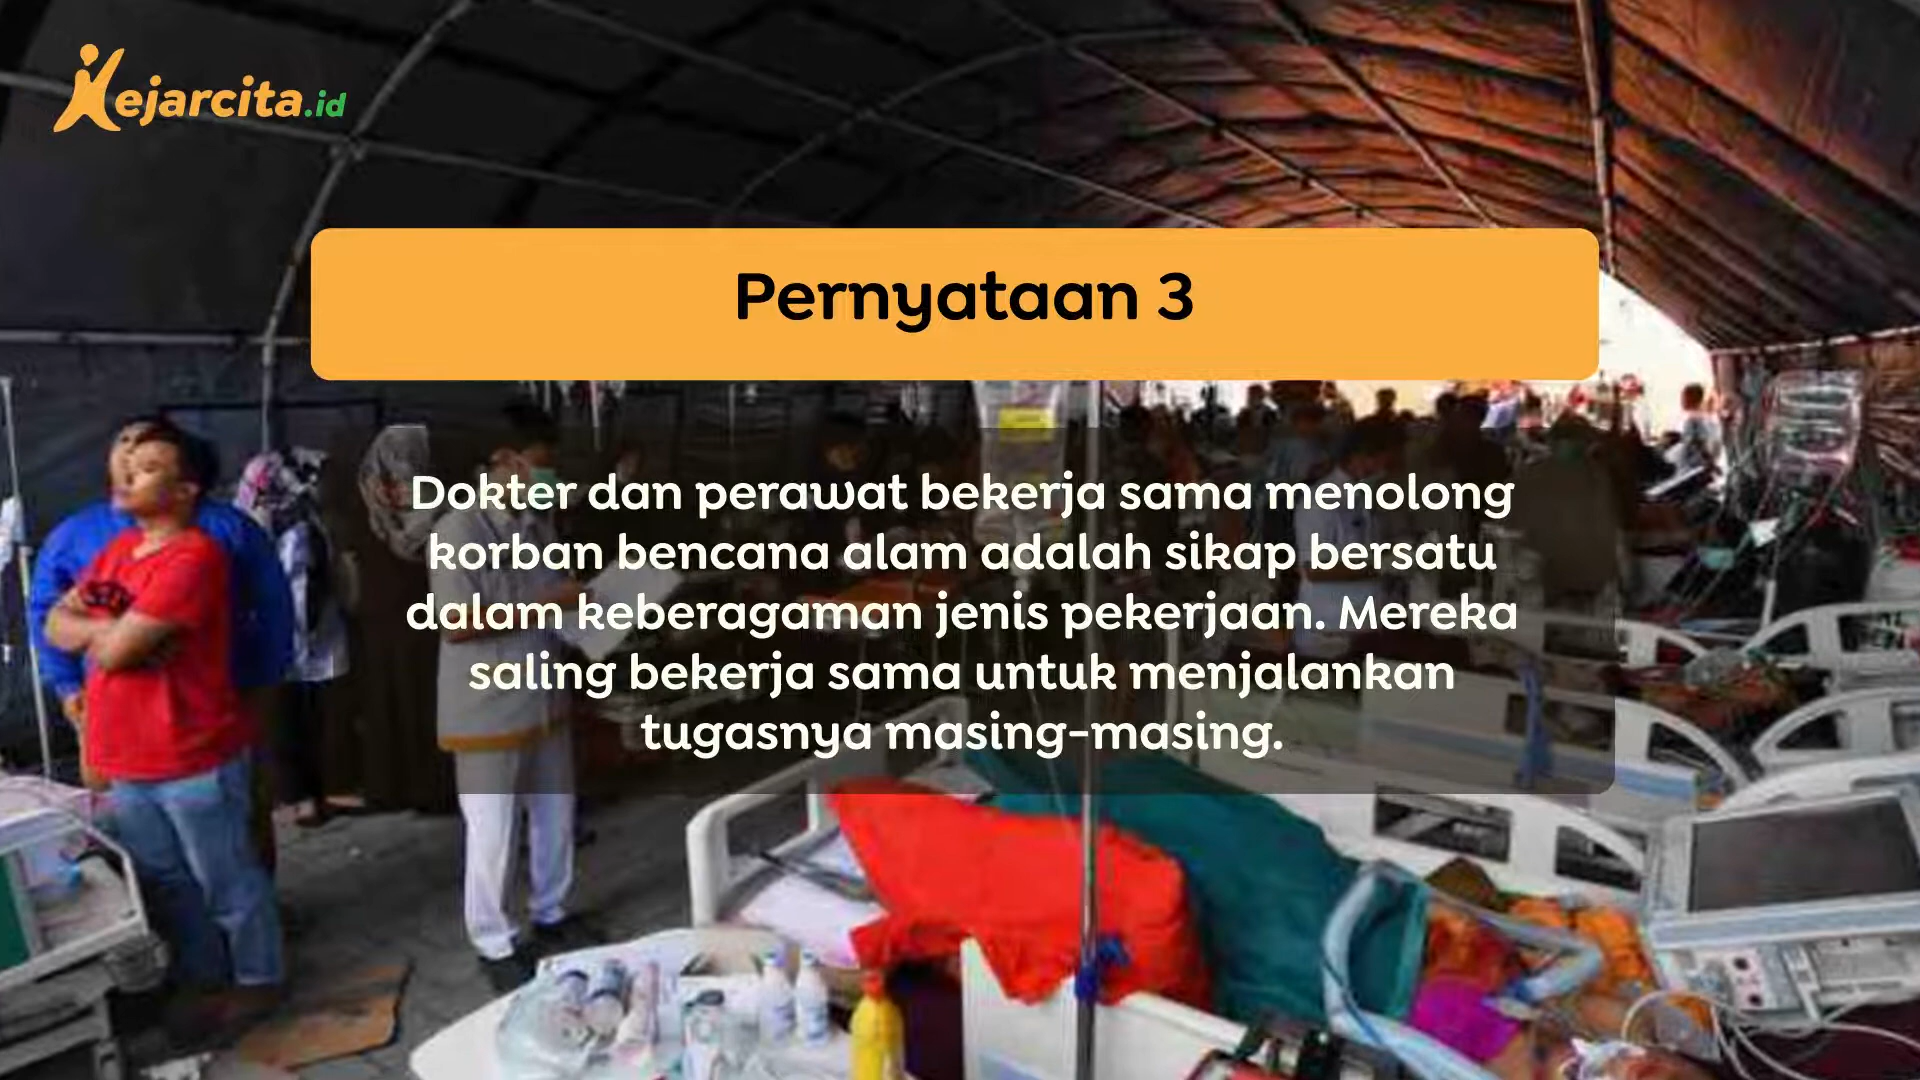 Kejarcita.id
Pernyataan 3
Dokter dan perawat bekerja sama menolong
korban bencana alam adalah sikap bersatu
dalam keberagaman jenis pekerjaan. Mereka
saling bekerja sama untuk menjalankan
tugasnya masing-masing.